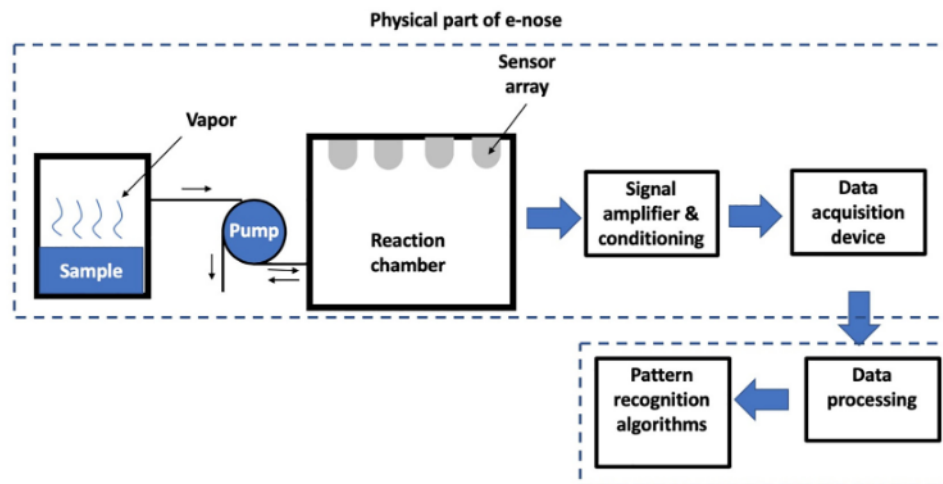 Physical part of e-nose
Sensor
array
Vapor
Sample
Pump
Reaction
chamber
Signal
amplifier &
conditioning
Data
acquisition
device
Pattern
recognition
algorithms
Data
processing